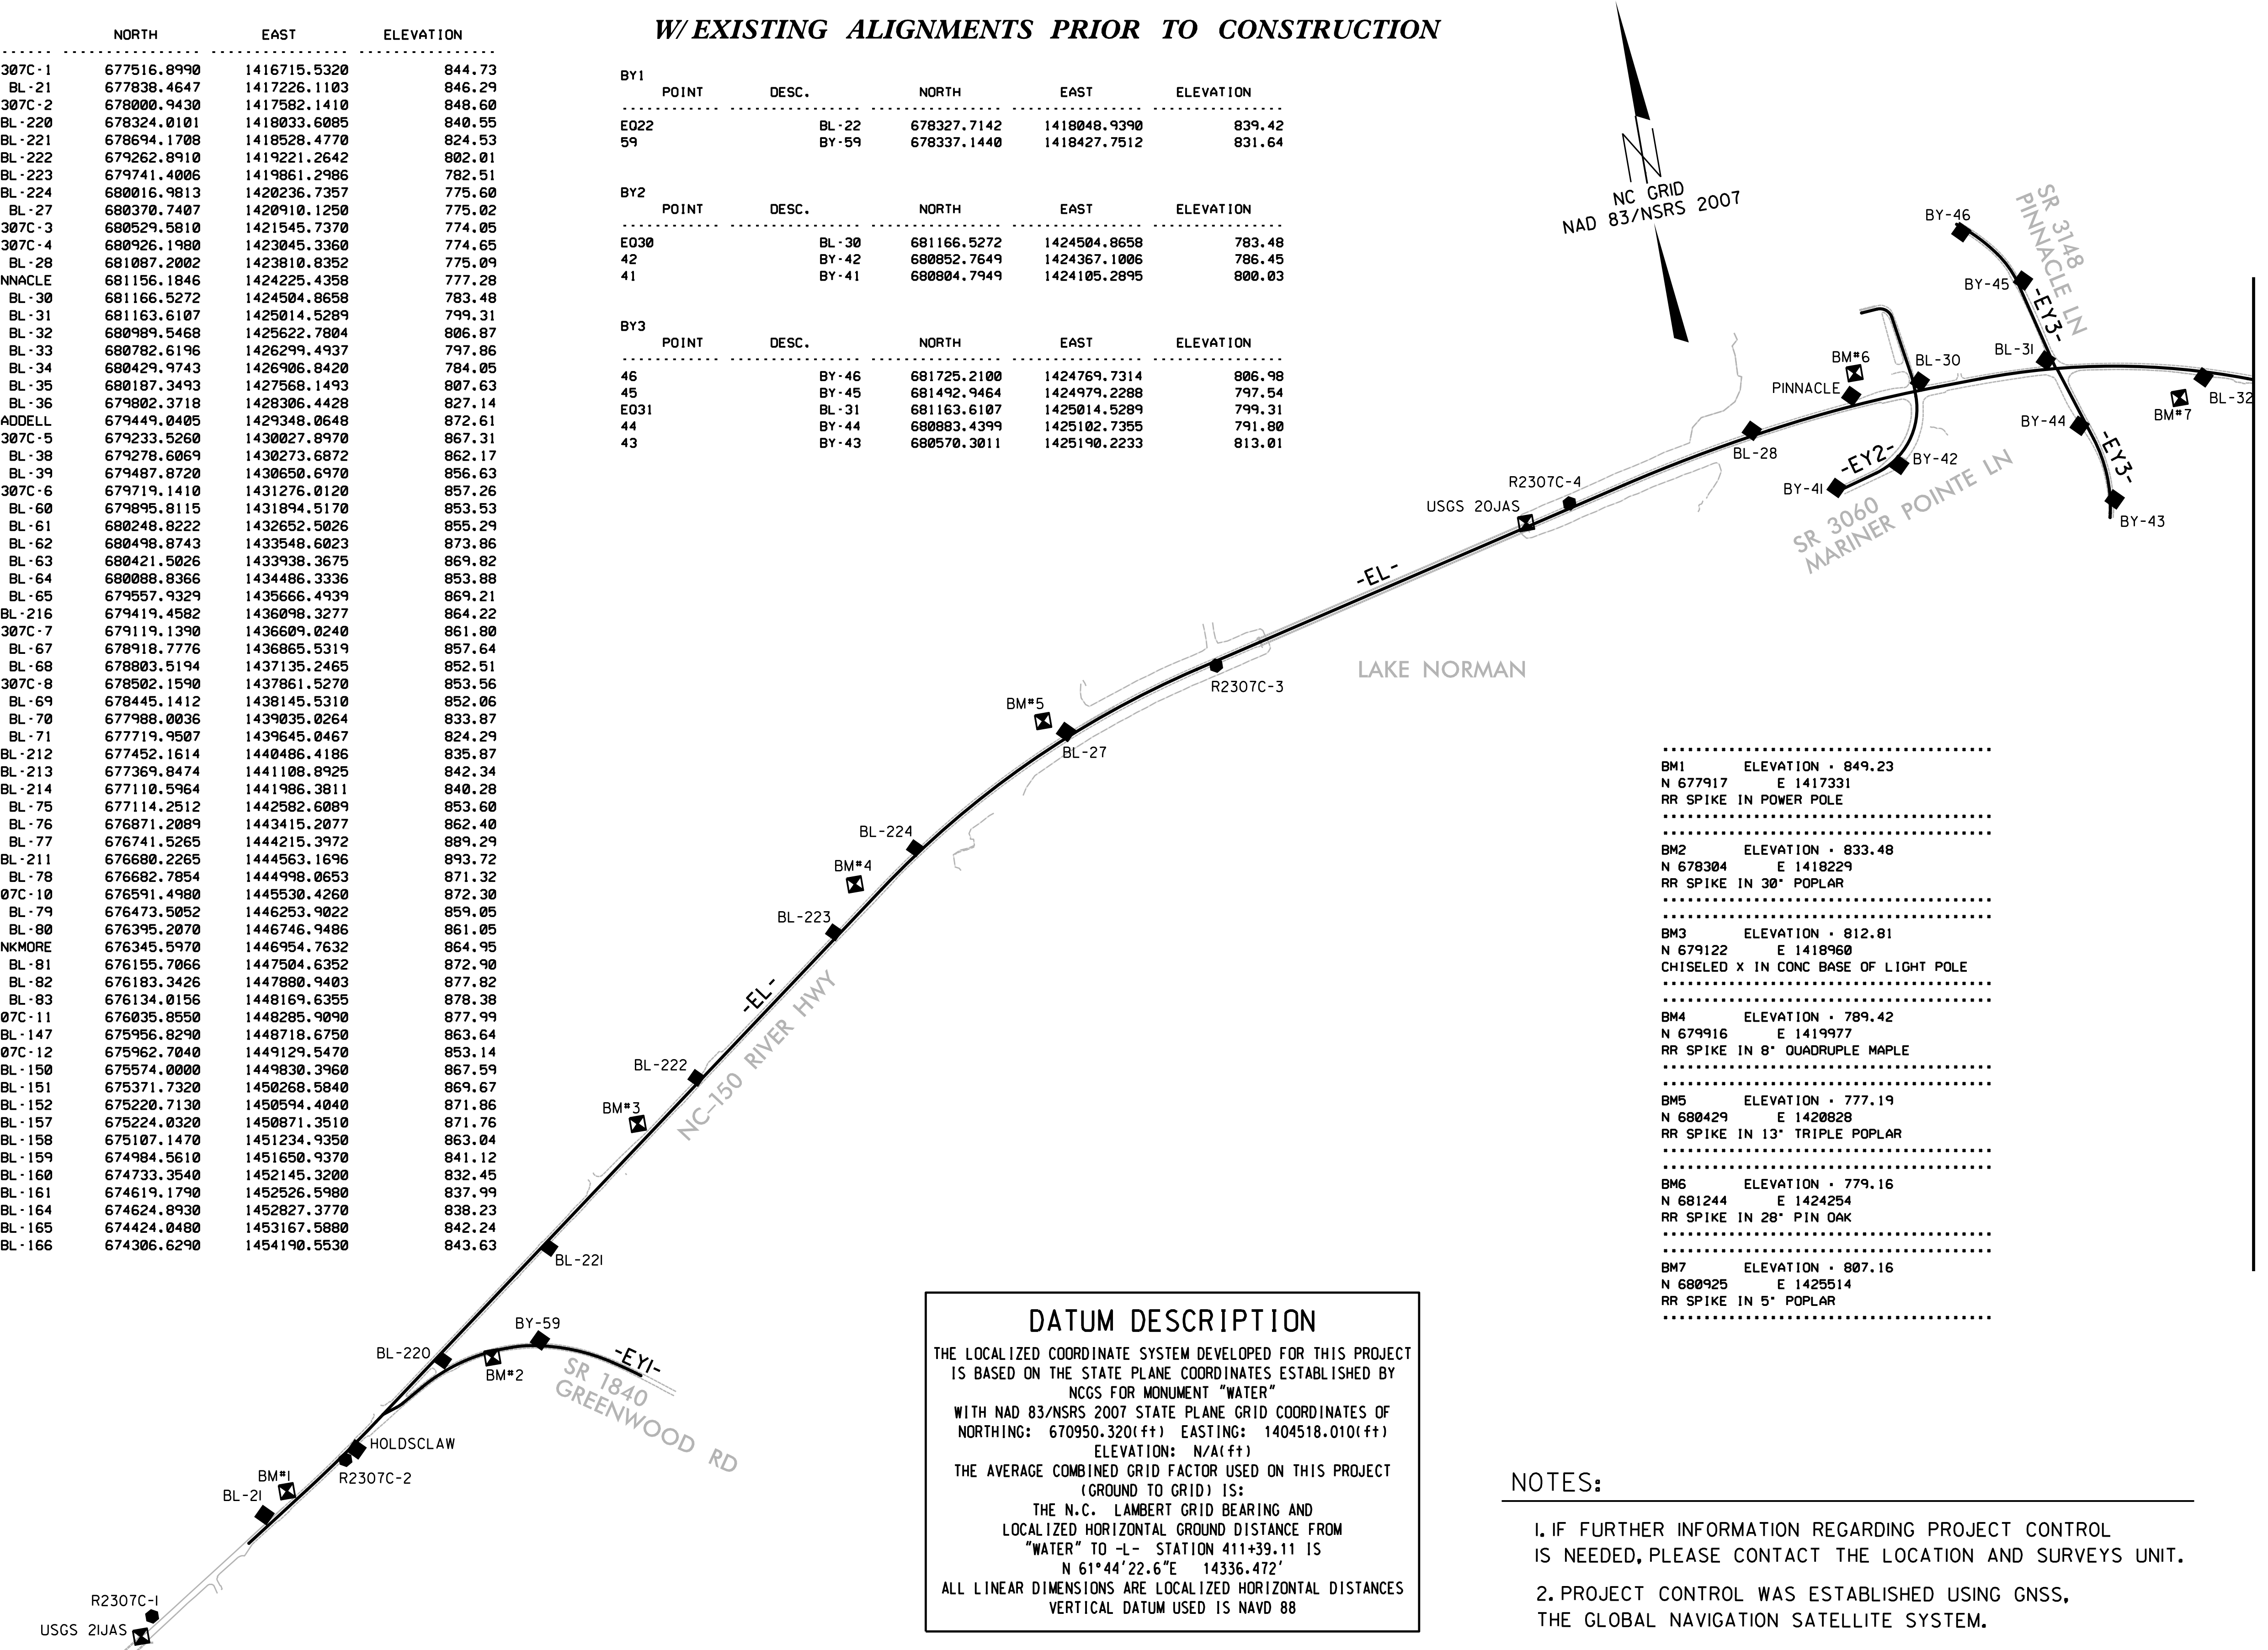 W/ EXISTING ALIGNMENTS PRIOR TO CONSTRUCTION
NORTH EAST ELEVATION
307C-1 677516.8990 1416715.5320 844.73
BL-21 677838.4647 1417226.1103 846.29
307C-2 678000.9430 1417582.1410 848.60
BL-220 678324.0101 1418033.6085 840.55
BL-221 678694.1708 1418528.4770 824.53
BL-222 679262.8910 1419221.2642 802.01
BL-223 679741.4006 1419861.2986 782.51
BL-224 680016.9813 1420236.7357 775.60
BL-27 680370.7407 1420910.1250 775.02
307C-3 680529.5810 1421545.7370 774.05
307C-4 680926.1980 1423045.3360 774.65
BL-28 681087.2002 1423810.8352 775.09
NNACLE 681156.1846 1424225.4358 777.28
BL-30 681166.5272 1424504.8658 783.48
BL-31 681163.6107 1425014.5289 799.31
BL-32 680989.5468 1425622.7804 806.87
BL-33 680782.6196 1426299.4937 797.86
BL-34 680429.9743 1426906.8420 784.05
BL-35 680187.3493 1427568.1493 807.63
BL-36 679802.3718 1428306.4428 827.14
ADDELL 679449.0405 1429348.0648 872.61
307C-5 679233.5260 1430027.8970 867.31
BL-38 679278.6069 1430273.6872 862.17
BL-39 679487.8720 1430650.6970 856.63
307C-6 679719.1410 1431276.0120 857.26
BL-60 679895.8115 1431894.5170 853.53
BL-61 680248.8222 1432652.5026 855.29
BL-62 680498.8743 1433548.6023 873.86
BL-63 680421.5026 1433938.3675 869.82
BL-64 680088.8366 1434486.3336 853.88
BL-65 679557.9329 1435666.4939 869.21
BL-216 679419.4582 1436098.3277 864.22
307C-7 679119.1390 1436609.0240 861.80
BL-67 678918.7776 1436865.5319 857.64
BL-68 678803.5194 1437135.2465 852.51
307C-8 678502.1590 1437861.5270 853.56
BL-69 678445.1412 1438145.5310 852.06
BL-70 677988.0036 1439035.0264 833.87
BL-71 677719.9507 1439645.0467 824.29
BL-212 677452.1614 1440486.4186 835.87
BL-213 677369.8474 1441108.8925 842.34
BL-214 677110.5964 1441986.3811 840.28
BL-75 677114.2512 1442582.6089 853.60
BL-76 676871.2089 1443415.2077 862.40
BL-77 676741.5265 1444215.3972 889.29
BL-211 676680.2265 1444563.1696 893.72
BL-78 676682.7854 1444998.0653 871.32
07C-10 676591.4980 1445530.4260 872.30
BL-79 676473.5052 1446253.9022 859.05
BL-80 676395.2070 1446746.9486 861.05
NKMORE 676345.5970 1446954.7632 864.95
BL-81 676155.7066 1447504.6352 872.90
BL-82 676183.3426 1447880.9403 877.82
BL-83 676134.0156 1448169.6355 878.38
07C-11 676035.8550 1448285.9090 877.99
BL-147 675956.8290 1448718.6750 863.64
07C-12 675962.7040 1449129.5470 853.14
BL-150 675574.0000 1449830.3960 867.59
BL-151 675371.7320 1450268.5840 869.67
BL-152 675220.7130 1450594.4040 871.86
BL-157 675224.0320 1450871.3510 871.76
BL-158 675107.1470 1451234.9350 863.04
BL-159 674984.5610 1451650.9370 841.12
BL-160 674733.3540 1452145.3200 832.45
BL-161 674619.1790 1452526.5980 837.99
BL-164 674624.8930 1452827.3770 838.23
BL-165 674424.0480 1453167.5880 842.24
BL-166 674306.6290 1454190.5530 843.63
BY1
POINT DESC. NORTH EAST ELEVATION
EO22 BL-22 678327.7142 1418048.9390 839.42
59 BY-59 678337.1440 1418427.7512 831.64
BY2
POINT DESC. NORTH EAST ELEVATION
EO30 BL-30 681166.5272 1424504.8658 783.48
42 BY-42 680852.7649 1424367.1006 786.45
41 BY-41 680804.7949 1424105.2895 800.03
BY3
POINT DESC. NORTH EAST ELEVATION
46 BY-46 681725.2100 1424769.7314 806.98
45 BY-45 681492.9464 1424979.2288 797.54
EO31 BL-31 681163.6107 1425014.5289 799.31
44 BY-44 680883.4399 1425102.7355 791.80
43 BY-43 680570.3011 1425190.2233 813.01
NC GRID
NAD 83/NSRS 2007
BY-46
SR 3148
PINNACLE LN
BY-45
-EY3-
BL-31
BL-30
BM#6
PINNACLE
BL-32
BM#7
BY-44
-EY3-
BL-28
-EY2-
BY-42
BY-41
BY-43
SR 3060
MARINER POINTE LN
R2307C-4
USGS 20JAS
-EL-
LAKE NORMAN
R2307C-3
BM#5
BL-27
BL-224
BM#4
BL-223
-EL-
NC-150 RIVER HWY
BL-222
BM#3
BL-221
BY-59
BL-220
BM#2
-EY1-
SR 1840
GREENWOOD RD
HOLDSCLAW
R2307C-2
BM#1
BL-21
R2307C-1
USGS 21JAS
BM1 ELEVATION - 849.23
N 677917 E 1417331
RR SPIKE IN POWER POLE
BM2 ELEVATION - 833.48
N 678304 E 1418229
RR SPIKE IN 30" POPLAR
BM3 ELEVATION - 812.81
N 679122 E 1418960
CHISELED X IN CONC BASE OF LIGHT POLE
BM4 ELEVATION - 789.42
N 679916 E 1419977
RR SPIKE IN 8" QUADRUPLE MAPLE
BM5 ELEVATION - 777.19
N 680429 E 1420828
RR SPIKE IN 13" TRIPLE POPLAR
BM6 ELEVATION - 779.16
N 681244 E 1424254
RR SPIKE IN 28" PIN OAK
BM7 ELEVATION - 807.16
N 680925 E 1425514
RR SPIKE IN 5" POPLAR
DATUM DESCRIPTION
THE LOCALIZED COORDINATE SYSTEM DEVELOPED FOR THIS PROJECT
IS BASED ON THE STATE PLANE COORDINATES ESTABLISHED BY
NCGS FOR MONUMENT "WATER"
WITH NAD 83/NSRS 2007 STATE PLANE GRID COORDINATES OF
NORTHING: 670950.320(ft) EASTING: 1404518.010(ft)
ELEVATION: N/A(ft)
THE AVERAGE COMBINED GRID FACTOR USED ON THIS PROJECT
(GROUND TO GRID) IS:
THE N.C. LAMBERT GRID BEARING AND
LOCALIZED HORIZONTAL GROUND DISTANCE FROM
"WATER" TO -L- STATION 411+39.11 IS
N 61°44'22.6"E 14336.472'
ALL LINEAR DIMENSIONS ARE LOCALIZED HORIZONTAL DISTANCES
VERTICAL DATUM USED IS NAVD 88
NOTES:
1. IF FURTHER INFORMATION REGARDING PROJECT CONTROL
IS NEEDED, PLEASE CONTACT THE LOCATION AND SURVEYS UNIT.
2. PROJECT CONTROL WAS ESTABLISHED USING GNSS,
THE GLOBAL NAVIGATION SATELLITE SYSTEM.